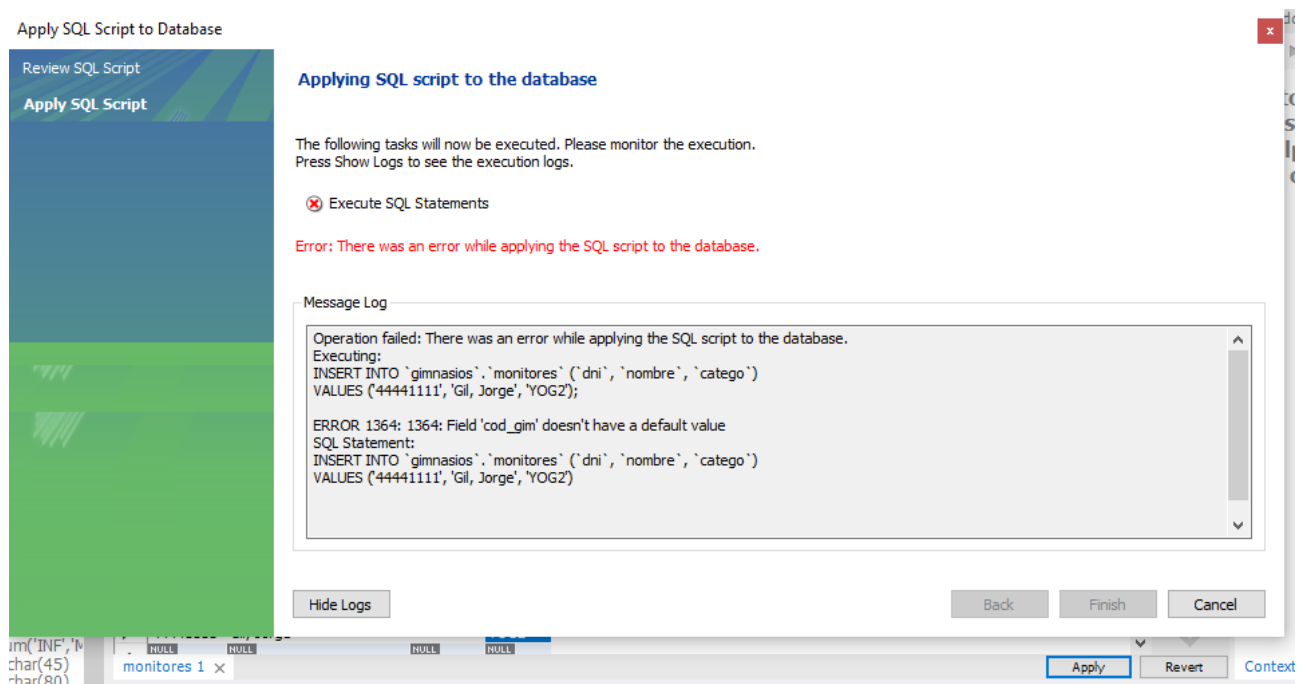 Apply SQL Script to Database
x
Review SQL Script
Apply SQL Script
Applying SQL script to the database
The following tasks will now be executed. Please monitor the execution.
Press Show Logs to see the execution logs.
Execute SQL Statements
Error: There was an error while applying the SQL script to the database.
Message Log
Operation failed: There was an error while applying the SQL script to the database.
Executing:
INSERT INTO `gimnasios`.`monitores` (`dni`, `nombre`, `catego`)
VALUES ('44441111', 'Gil, Jorge', 'YOG2');
ERROR 1364: 1364: Field 'cod_gim' doesn't have a default value
SQL Statement:
INSERT INTO `gimnasios`.`monitores` (`dni`, `nombre`, `catego`)
VALUES ('44441111', 'Gil, Jorge', 'YOG2')
Hide Logs
Back
Finish
Cancel
um('INF','M
NULL NULL NULL NULL
char(45)
monitores 1 ×
Apply
Revert
Context
char(80)